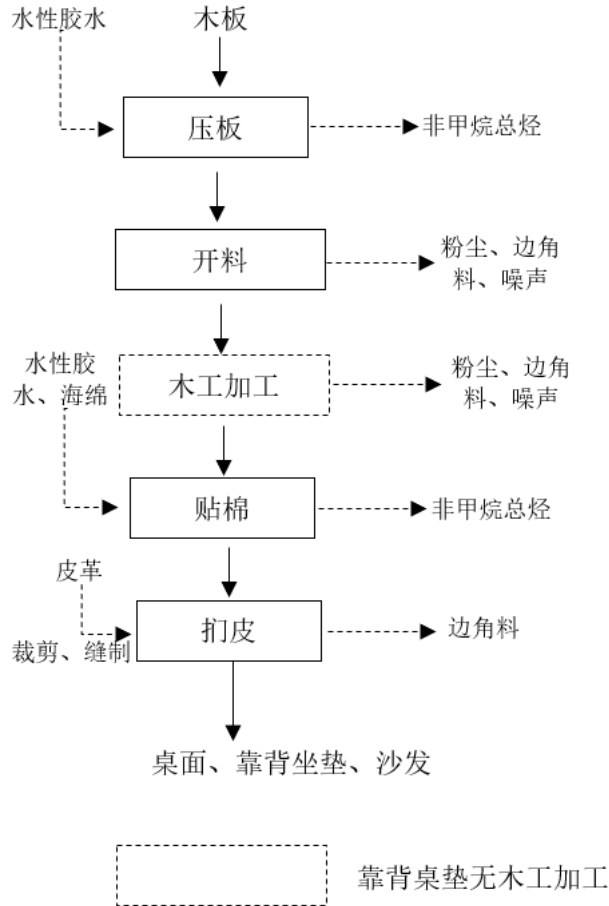 水性胶水
木板
压板
非甲烷总烃
开料
粉尘、边角
料、噪声
水性胶
水、海绵
木工加工
粉尘、边角
料、噪声
贴棉
非甲烷总烃
皮革
裁剪、缝制
扪皮
边角料
桌面、靠背坐垫、沙发
靠背桌垫无木工加工